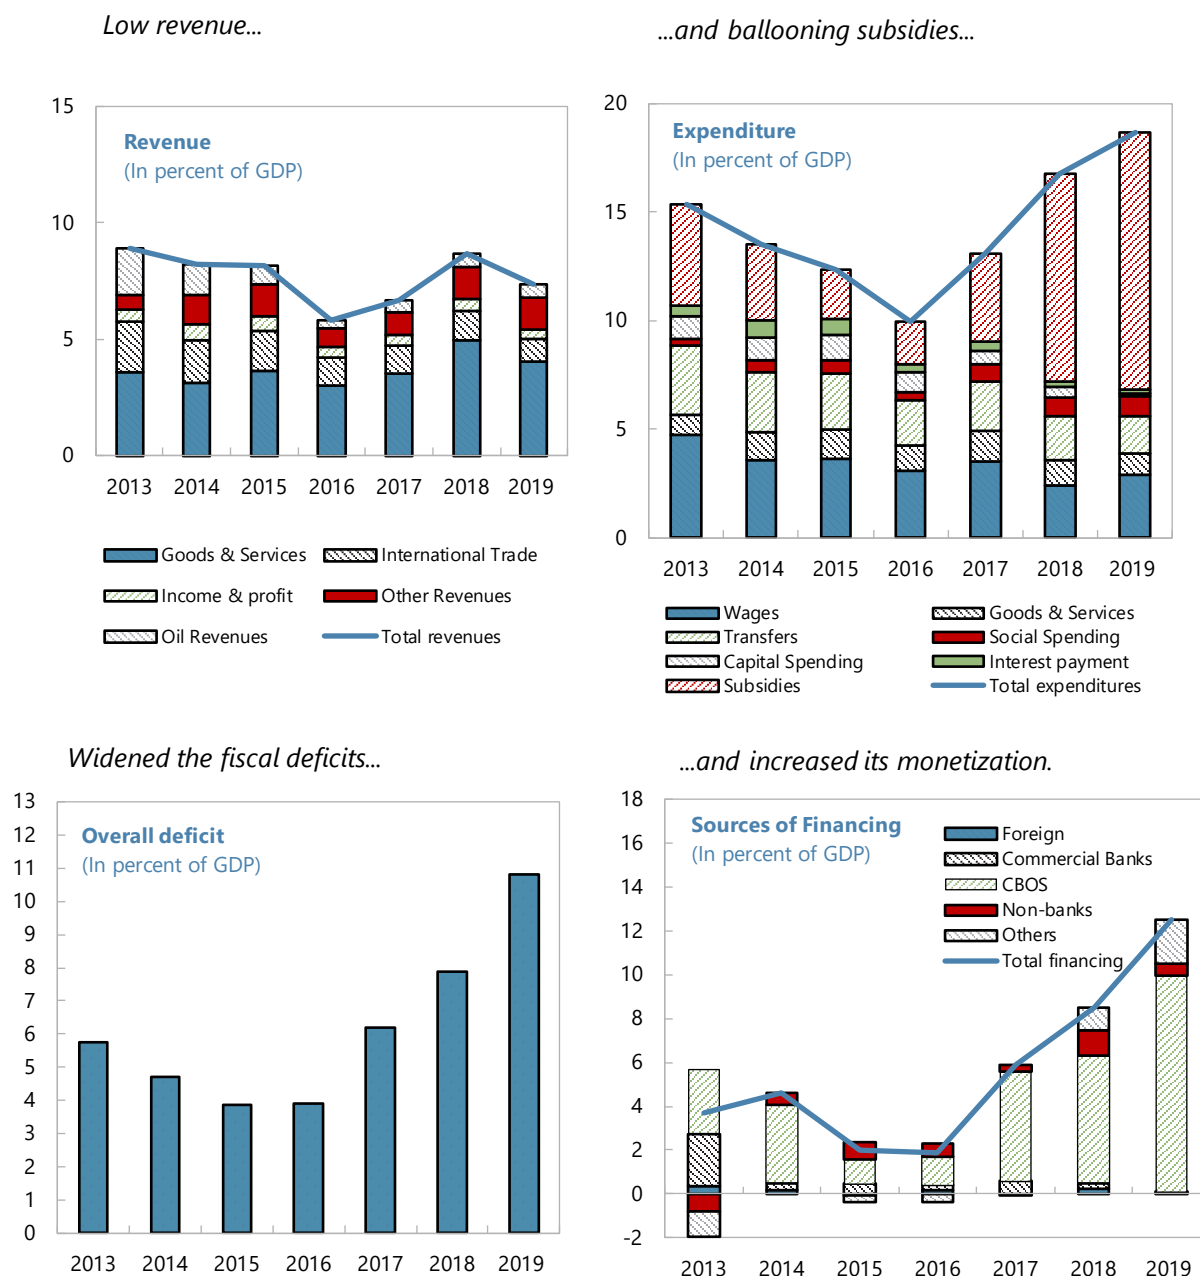 Low revenue...
...and ballooning subsidies...
Revenue
(In percent of GDP)
15
10
5
0
2013 2014 2015 2016 2017 2018 2019
Goods & Services International Trade
Income & profit Other Revenues
Oil Revenues Total revenues
Expenditure
(In percent of GDP)
20
15
10
5
0
2013 2014 2015 2016 2017 2018 2019
Wages Goods & Services
Transfers Social Spending
Capital Spending Interest payment
Subsidies Total expenditures
Widened the fiscal deficits...
...and increased its monetization.
Overall deficit
(In percent of GDP)
13
12
11
10
9
8
7
6
5
4
3
2
1
0
2013 2014 2015 2016 2017 2018 2019
Sources of Financing
(In percent of GDP)
Foreign
Commercial Banks
CBOS
Non-banks
Others
Total financing
18
16
14
12
10
8
6
4
2
0
-2
2013 2014 2015 2016 2017 2018 2019